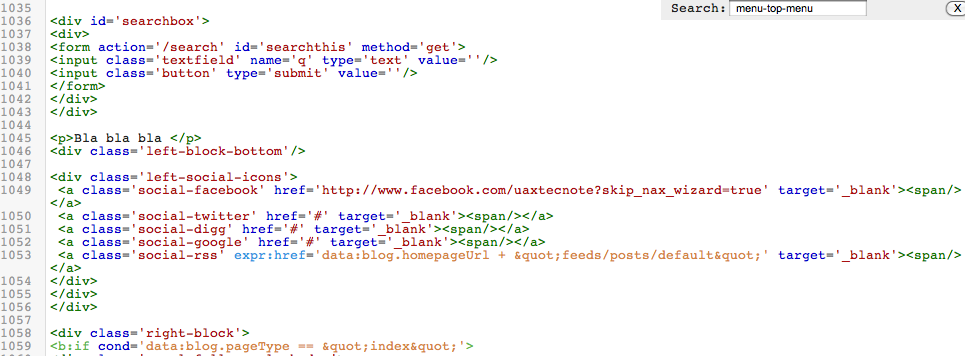 Search: menu-top-menu X
1035
1036 <div id='searchbox'>
1037 <div>
1038 <form action='/search' id='searchthis' method='get'>
1039 <input class='textfield' name='q' type='text' value=''/>
1040 <input class='button' type='submit' value=''/>
1041 </form>
1042 </div>
1043 </div>
1044
1045 <p>Bla bla bla </p>
1046 <div class='left-block-bottom'/>
1047
1048 <div class='left-social-icons'>
1049 <a class='social-facebook' href='http://www.facebook.com/uaxtecnote?skip_nax_wizard=true' target='_blank'><span/>
</a>
1050 <a class='social-twitter' href='#' target='_blank'><span/></a>
1051 <a class='social-digg' href='#' target='_blank'><span/></a>
1052 <a class='social-google' href='#' target='_blank'><span/></a>
1053 <a class='social-rss' expr:href='data:blog.homepageUrl + &quot;feeds/posts/default&quot;' target='_blank'><span/>
</a>
1054 </div>
1055 </div>
1056 </div>
1057
1058 <div class='right-block'>
1059 <b:if cond='data:blog.pageType == &quot;index&quot;'>